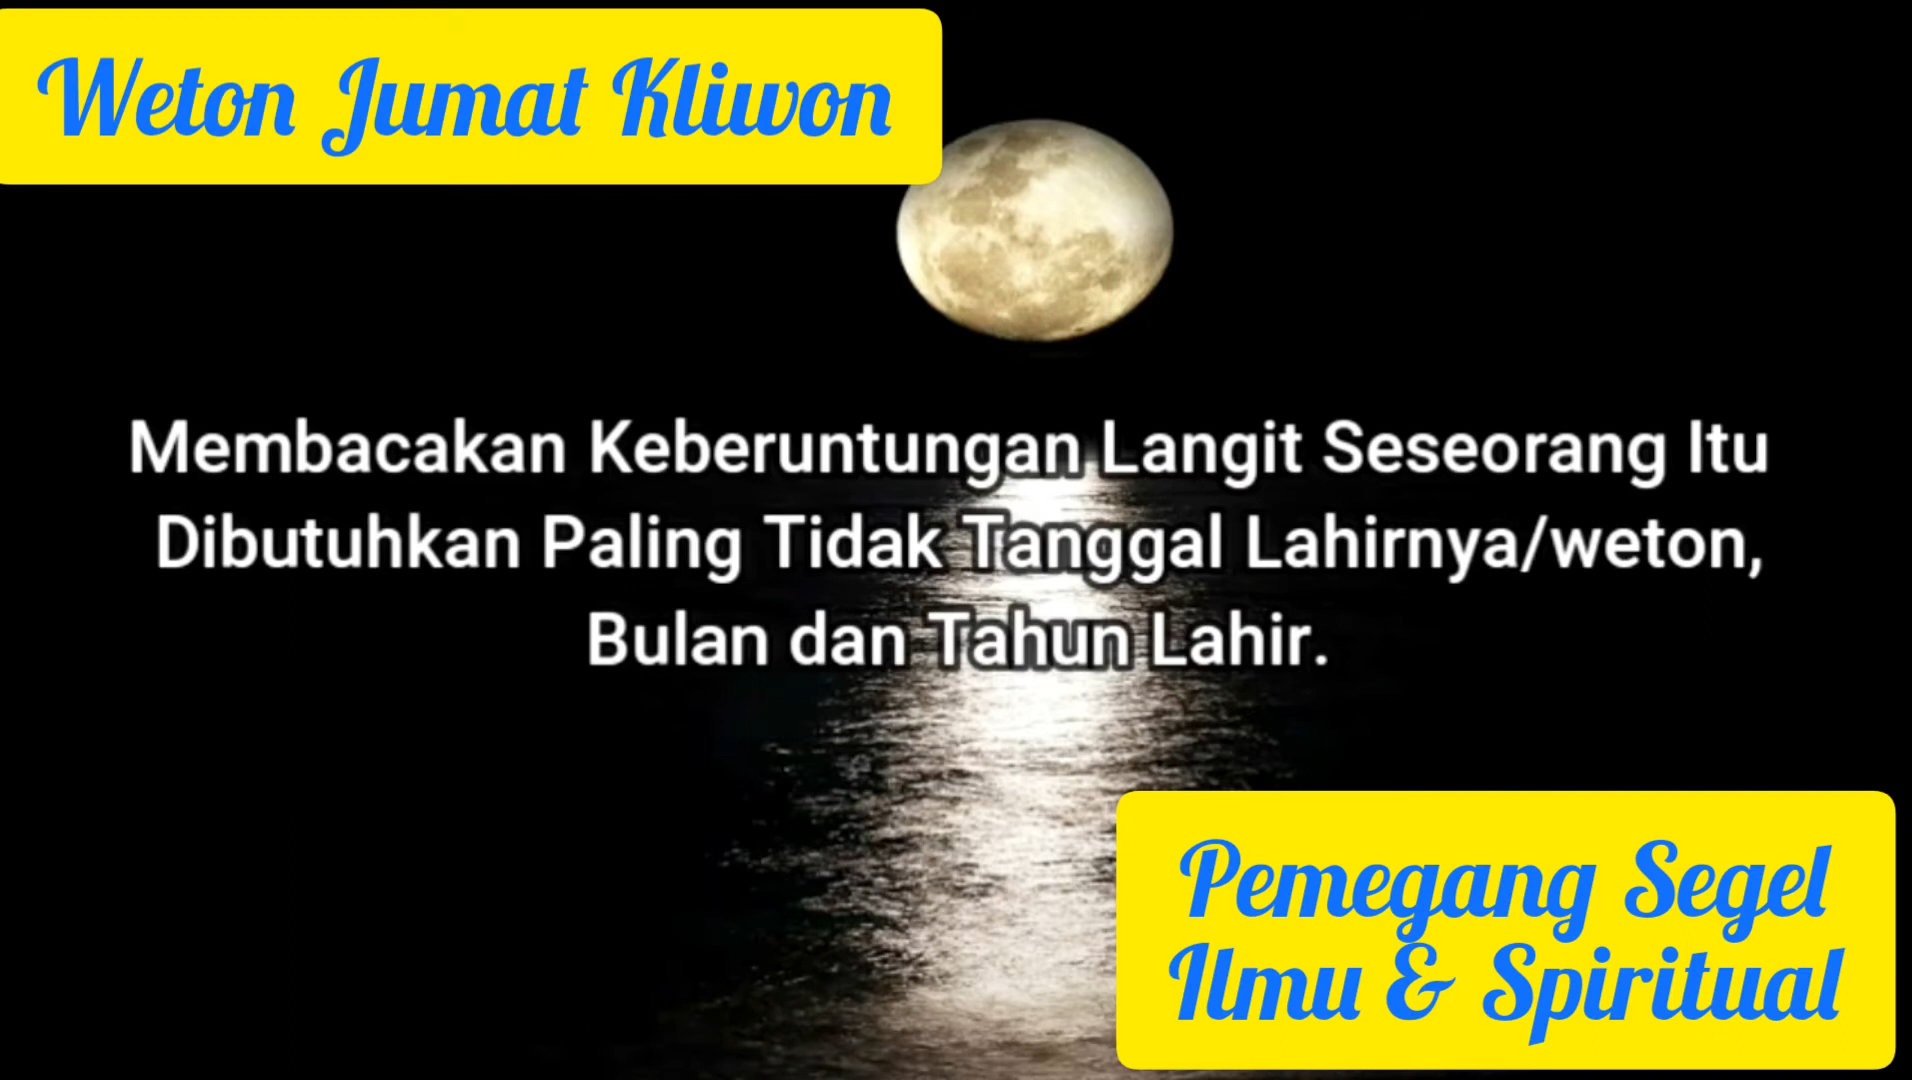 Weton Jumat Kliwon
Membacakan Keberuntungan Langit Seseorang Itu
Dibutuhkan Paling Tidak Tanggal Lahirnya/weton,
Bulan dan Tahun Lahir.
Pemegang Segel
Ilmu & Spiritual